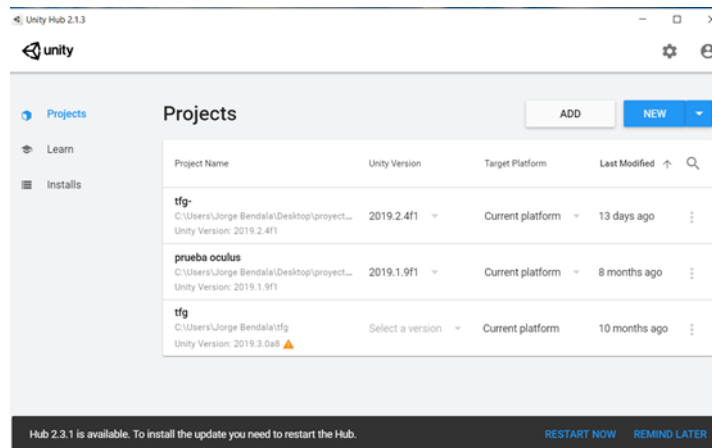 Unity Hub 2.1.3
unity
Projects
Learn
Installs
Projects
ADD
NEW
Project Name Unity Version Target Platform Last Modified
tfg-
C:\Users\Jorge Bendala\Desktop\proyect...
Unity Version: 2019.2.4f1
2019.2.4f1 Current platform 13 days ago
prueba oculus
C:\Users\Jorge Bendala\Desktop\proyect...
Unity Version: 2019.1.9f1
2019.1.9f1 Current platform 8 months ago
tfg
C:\Users\Jorge Bendala\tfg
Unity Version: 2019.3.0a8
Select a version Current platform 10 months ago
Hub 2.3.1 is available. To install the update you need to restart the Hub. RESTART NOW REMIND LATER